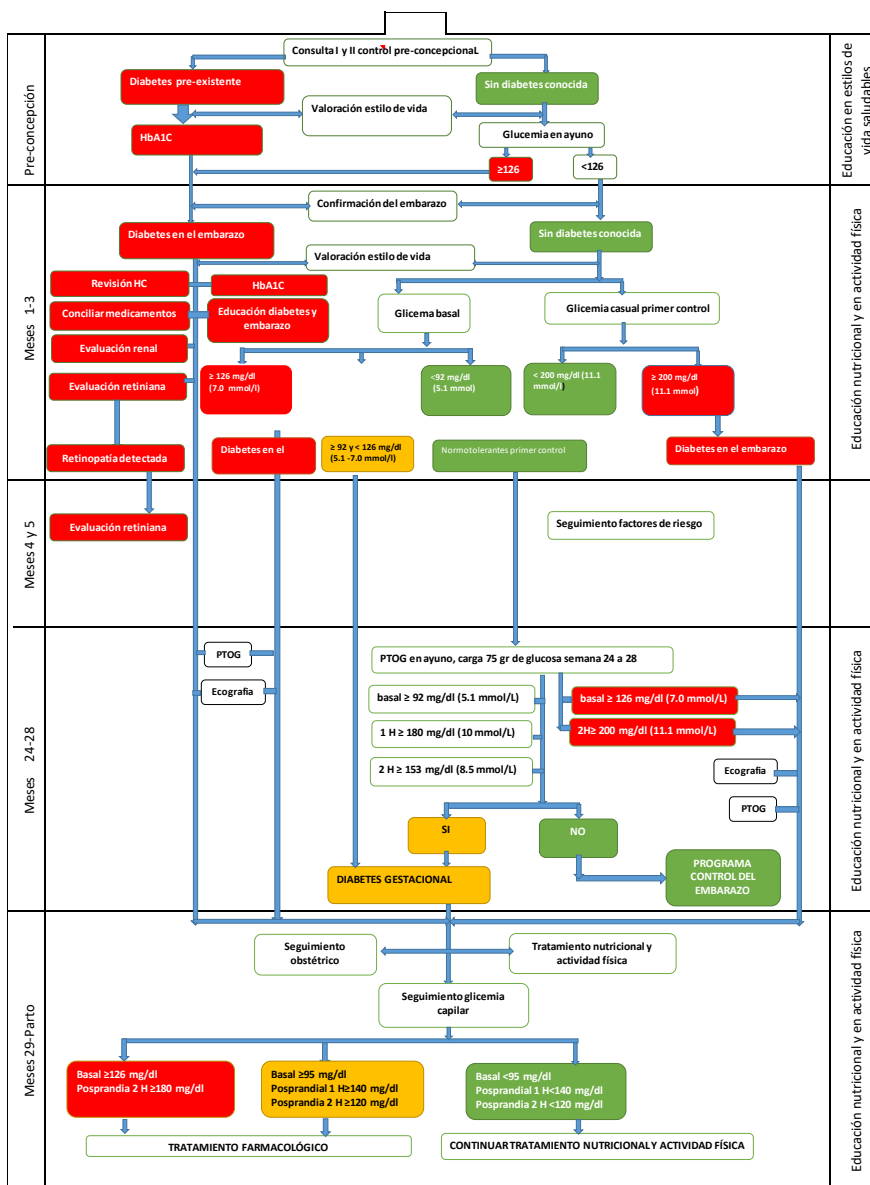 Consulta I y II control pre-concepcionaL
Diabetes pre-existente
Sin diabetes conocida
Valoración estilo de vida
HbA1C
Glucemia en ayuno
≥126
<126
Pre-concepción
Educación en estilos de
vida saludables
Confirmación del embarazo
Diabetes en el embarazo
Sin diabetes conocida
Valoración estilo de vida
Revisión HC
HbA1C
Conciliar medicamentos
Educación diabetes y
embarazo
Glicema basal
Glicemia casual primer control
Evaluación renal
Evaluación retiniana
≥ 126 mg/dl
(7.0 mmol/l)
<92 mg/dl
(5.1 mmol)
< 200 mg/dl (11.1
mmol/l)
≥ 200 mg/dl
(11.1 mmol)
Retinopatía detectada
Diabetes en el
≥ 92 y < 126 mg/dl
(5.1 -7.0 mmol/l)
Normotolerantes primer control
Diabetes en el embarazo
Meses 1-3
Educación nutricional y en actividad física
Evaluación retiniana
Seguimiento factores de riesgo
Meses 4 y 5
PTOG
Ecografia
PTOG en ayuno, carga 75 gr de glucosa semana 24 a 28
basal ≥ 92 mg/dl (5.1 mmol/L)
basal ≥ 126 mg/dl (7.0 mmol/L)
1 H ≥ 180 mg/dl (10 mmol/L)
2H≥ 200 mg/dl (11.1 mmol/L)
2 H ≥ 153 mg/dl (8.5 mmol/L)
Ecografia
PTOG
SI
NO
DIABETES GESTACIONAL
PROGRAMA
CONTROL DEL
EMBARAZO
Meses 24-28
Educación nutricional y en actividad física
Seguimiento
obstétrico
Tratamiento nutricional y
actividad física
Seguimiento glicemia
capilar
Basal ≥126 mg/dl
Posprandia 2 H ≥180 mg/dl
Basal ≥95 mg/dl
Posprandial 1 H≥140 mg/dl
Posprandia 2 H ≥120 mg/dl
Basal <95 mg/dl
Posprandial 1 H<140 mg/dl
Posprandia 2 H <120 mg/dl
TRATAMIENTO FARMACOLÓGICO
CONTINUAR TRATAMIENTO NUTRICIONAL Y ACTIVIDAD FÍSICA
Meses 29-Parto
Educación nutricional y en actividad física